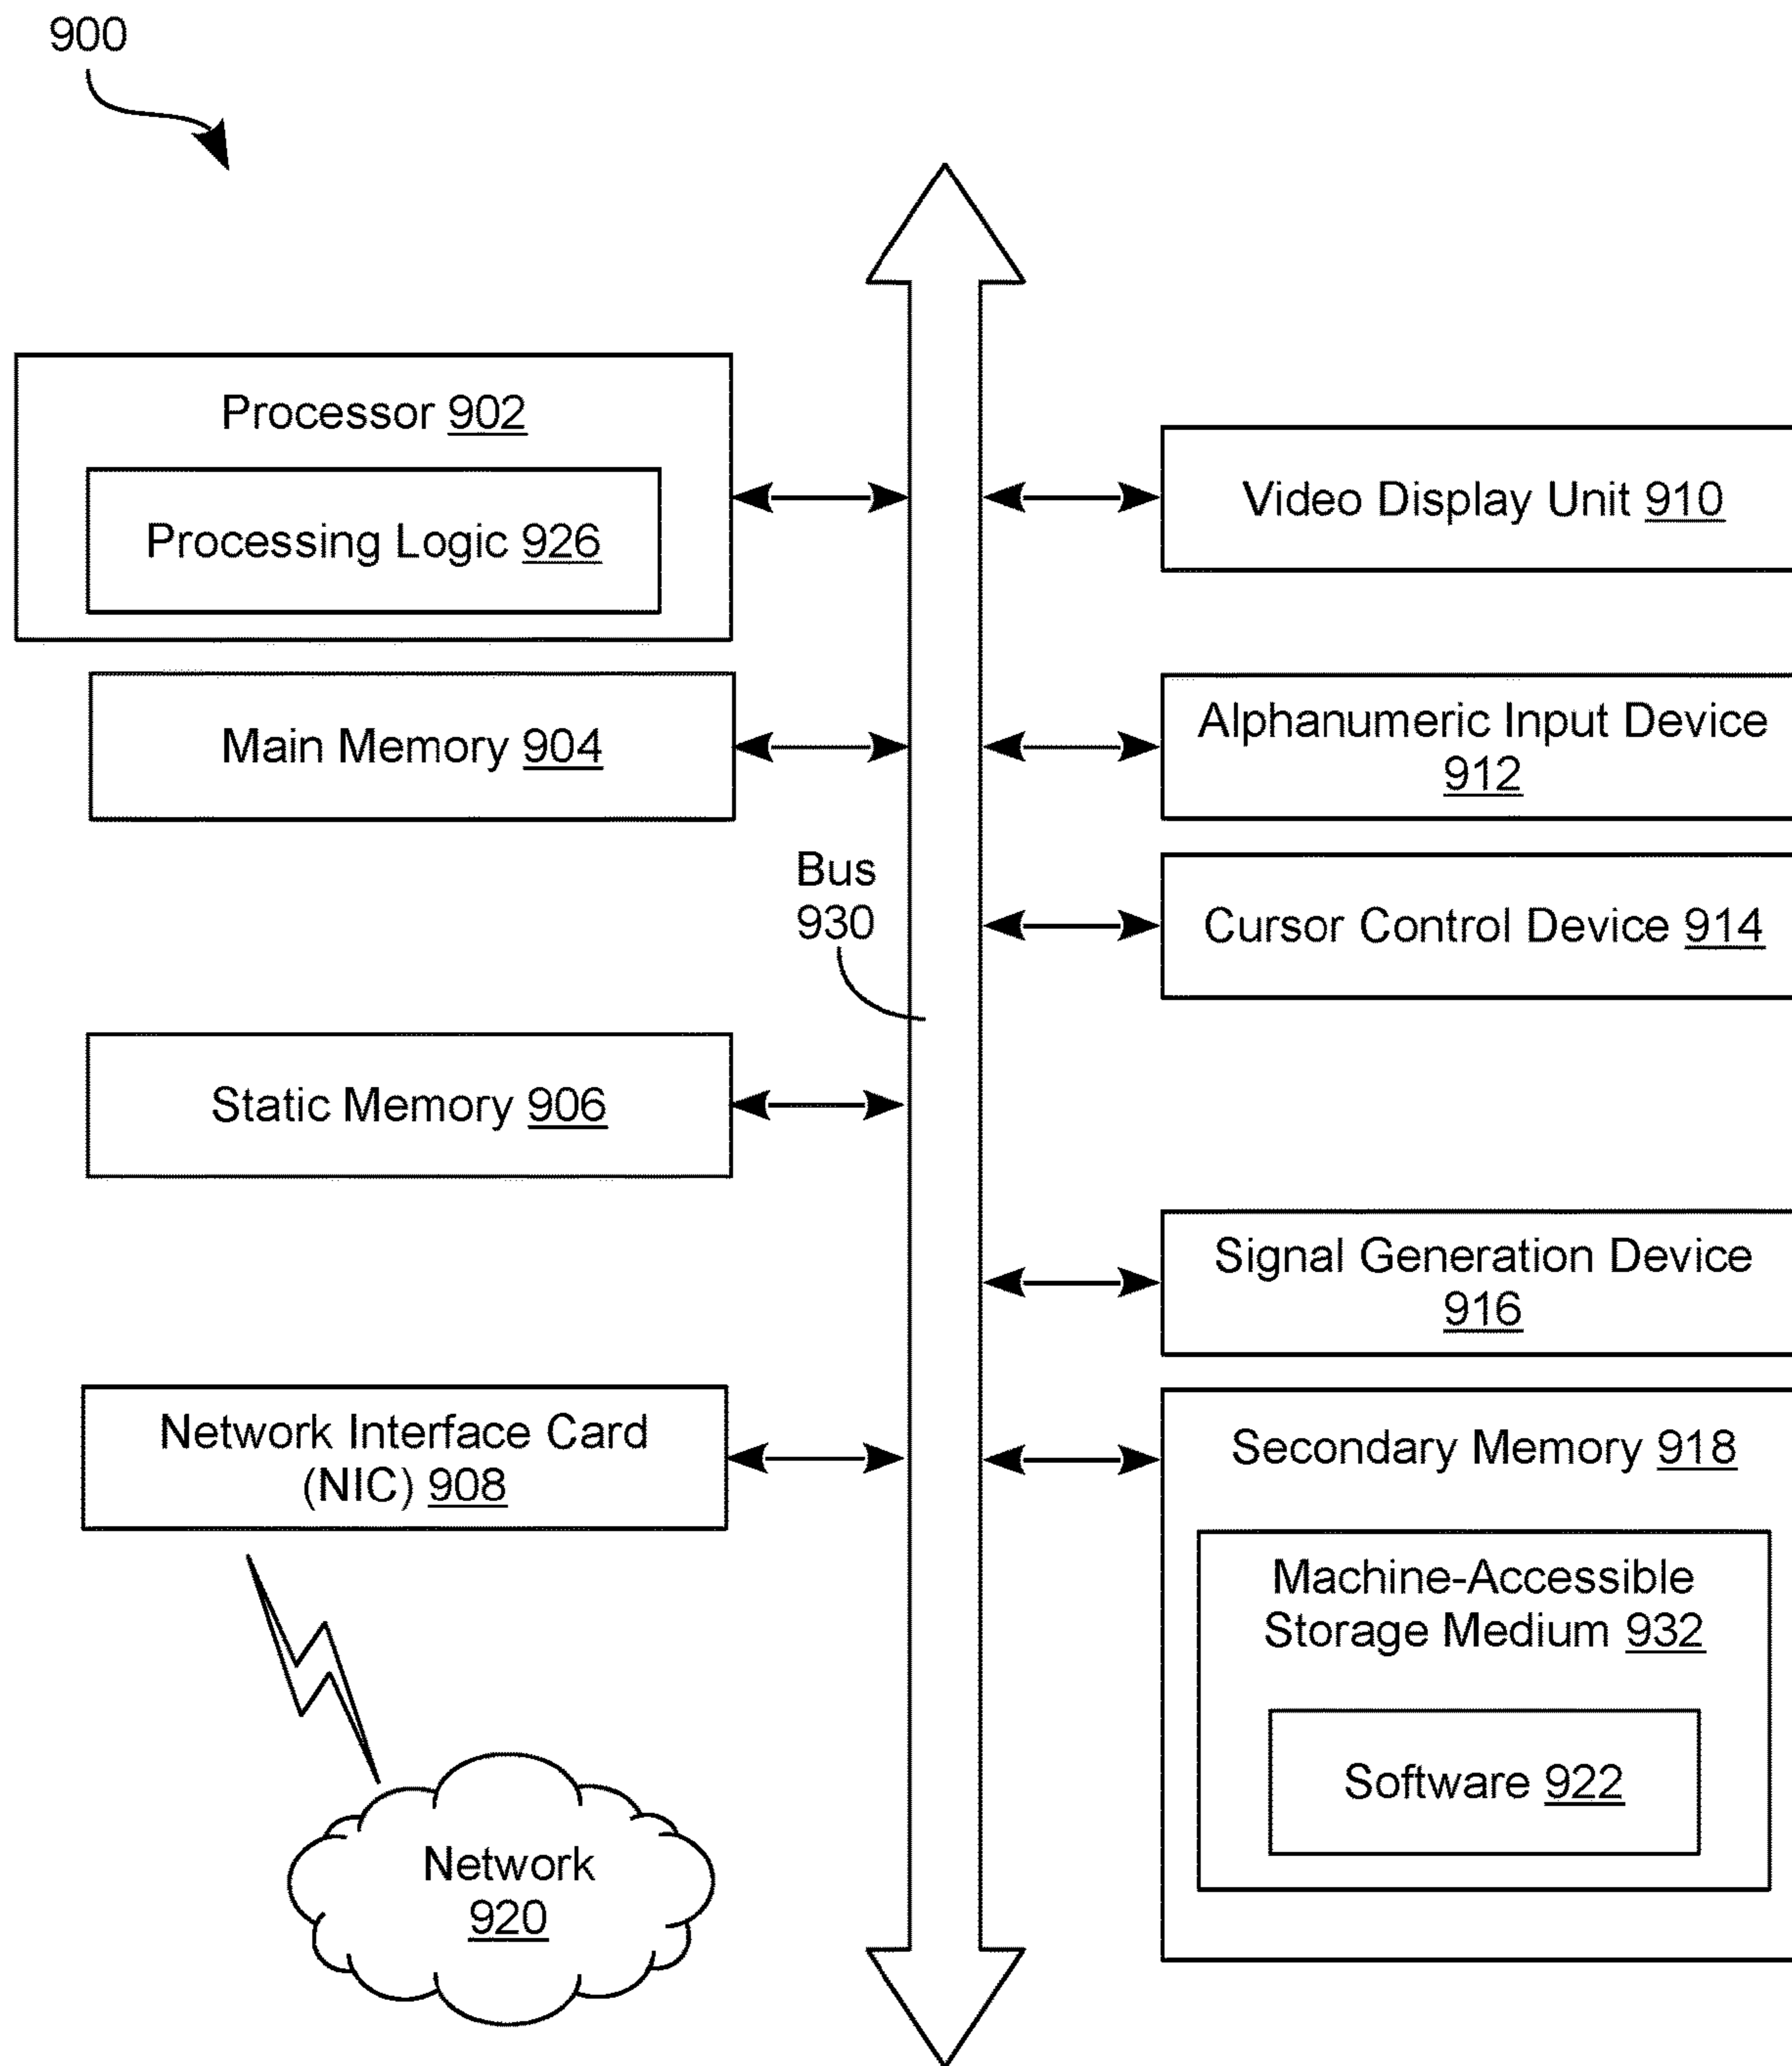 900
Processor 902
Processing Logic 926
Main Memory 904
Bus
930
Static Memory 906
Network Interface Card
(NIC) 908
Network
920
Video Display Unit 910
Alphanumeric Input Device
912
Cursor Control Device 914
Signal Generation Device
916
Secondary Memory 918
Machine-Accessible
Storage Medium 932
Software 922